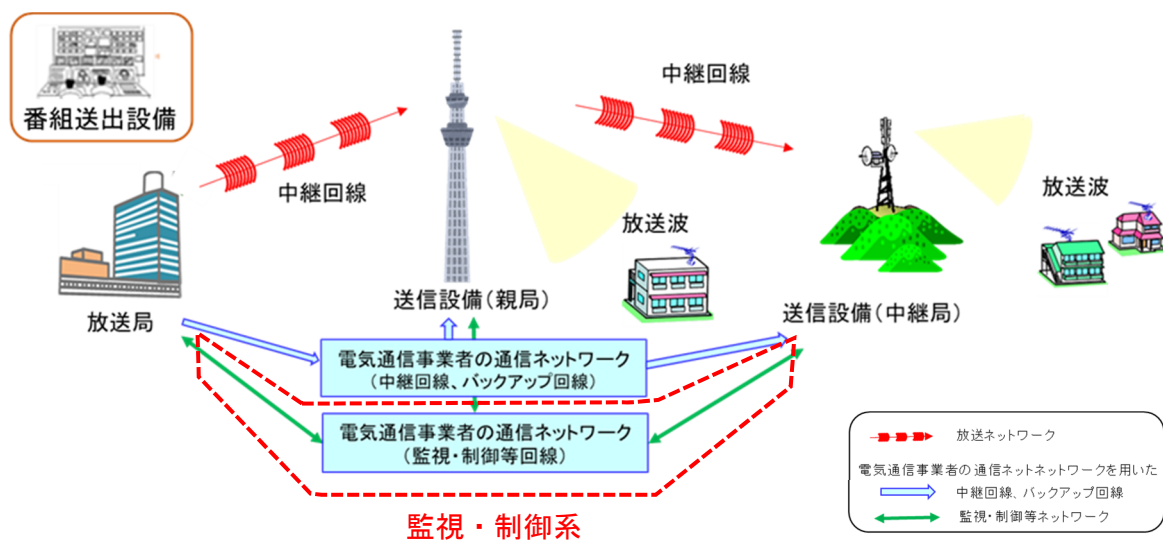 番組送出設備
中継回線
中継回線
放送局
送信設備(親局)
放送波
送信設備(中継局)
放送波
電気通信事業者の通信ネットワーク
(中継回線、バックアップ回線)
電気通信事業者の通信ネットワーク
(監視・制御等回線)
監視・制御系
放送ネットワーク
電気通信事業者の通信ネットネットワークを用いた
中継回線、バックアップ回線
監視・制御等ネットワーク